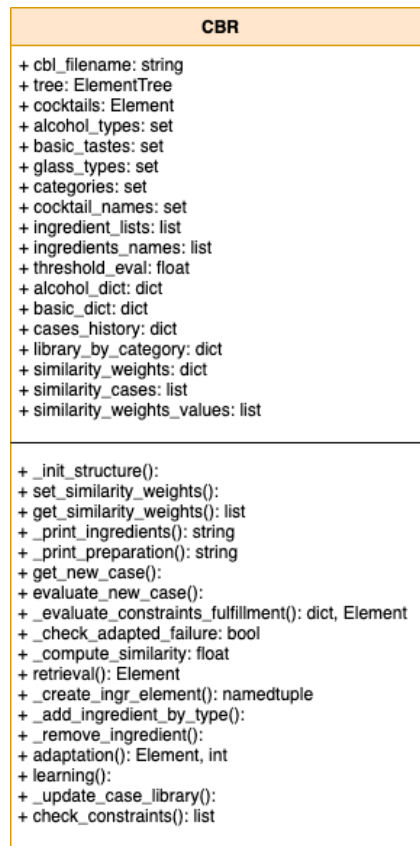 CBR
+ cbl_filename: string
+ tree: ElementTree
+ cocktails: Element
+ alcohol_types: set
+ basic_tastes: set
+ glass_types: set
+ categories: set
+ cocktail_names: set
+ ingredient_lists: list
+ ingredients_names: list
+ threshold_eval: float
+ alcohol_dict: dict
+ basic_dict: dict
+ cases_history: dict
+ library_by_category: dict
+ similarity_weights: dict
+ similarity_cases: list
+ similarity_weights_values: list
+ _init_structure():
+ set_similarity_weights():
+ get_similarity_weights(): list
+ _print_ingredients(): string
+ _print_preparation(): string
+ get_new_case():
+ evaluate_new_case():
+ _evaluate_constraints_fulfillment(): dict, Element
+ _check_adapted_failure: bool
+ _compute_similarity: float
+ retrieval(): Element
+ _create_ingr_element(): namedtuple
+ _add_ingredient_by_type():
+ _remove_ingredient():
+ adaptation(): Element, int
+ learning():
+ _update_case_library():
+ check_constraints(): list